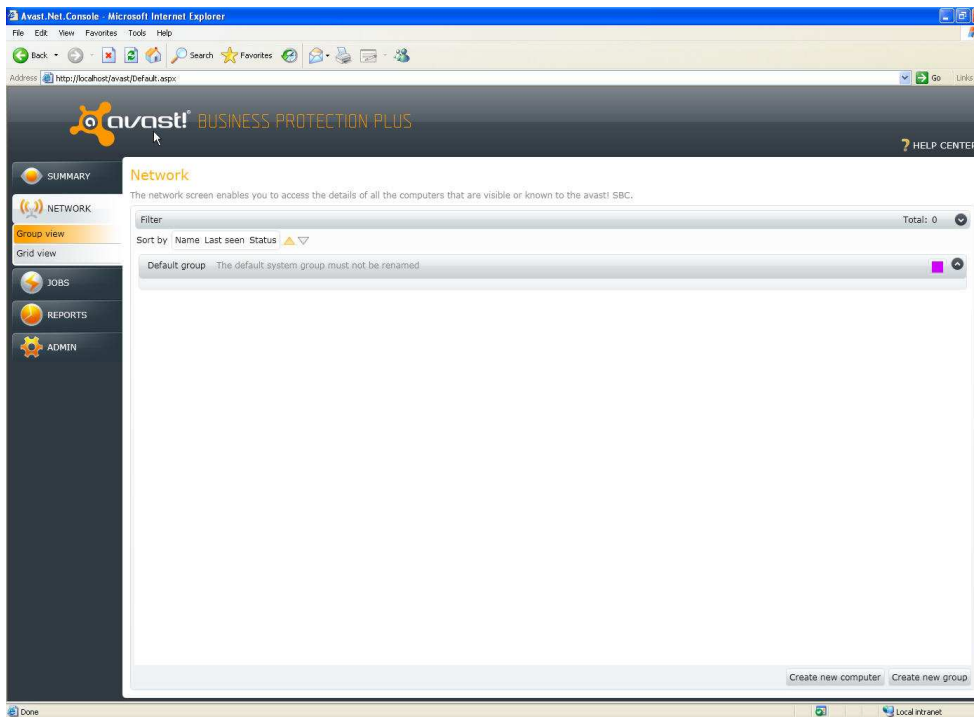 Avast.Net.Console - Microsoft Internet Explorer
File Edit View Favorites Tools Help
Back Search Favorites
Address http://localhost/avast/Default.aspx Go Links
avast! BUSINESS PROTECTION PLUS
? HELP CENTER
SUMMARY
NETWORK
Group view
Grid view
JOBS
REPORTS
ADMIN
Network
The network screen enables you to access the details of all the computers that are visible or known to the avast! SBC.
Filter Total: 0
Sort by Name Last seen Status
Default group The default system group must not be renamed
Create new computer Create new group
Done Local intranet